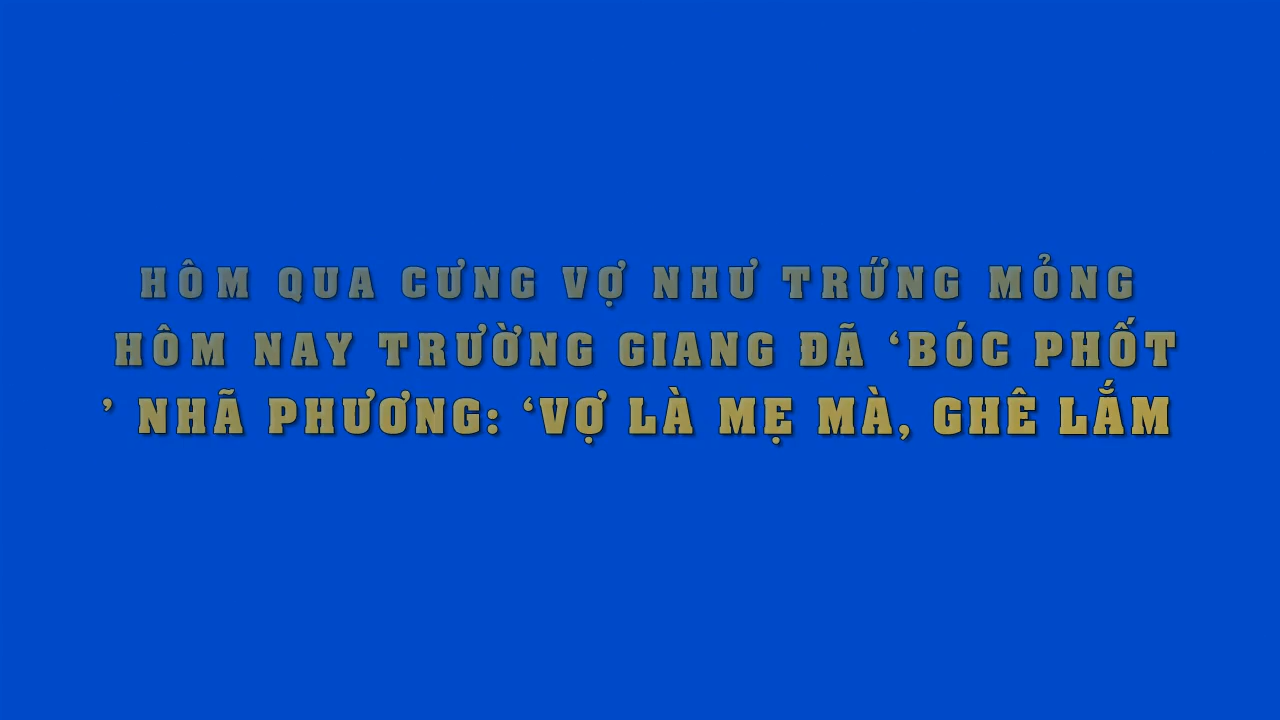 HÔM QUA CƯNG VỢ NHƯ TRỨNG MỎNG
HÔM NAY TRƯỜNG GIANG ĐÃ ‘BÓC PHỐT
’ NHÃ PHƯƠNG: ‘VỢ LÀ MẸ MÀ, GHÊ LẮM